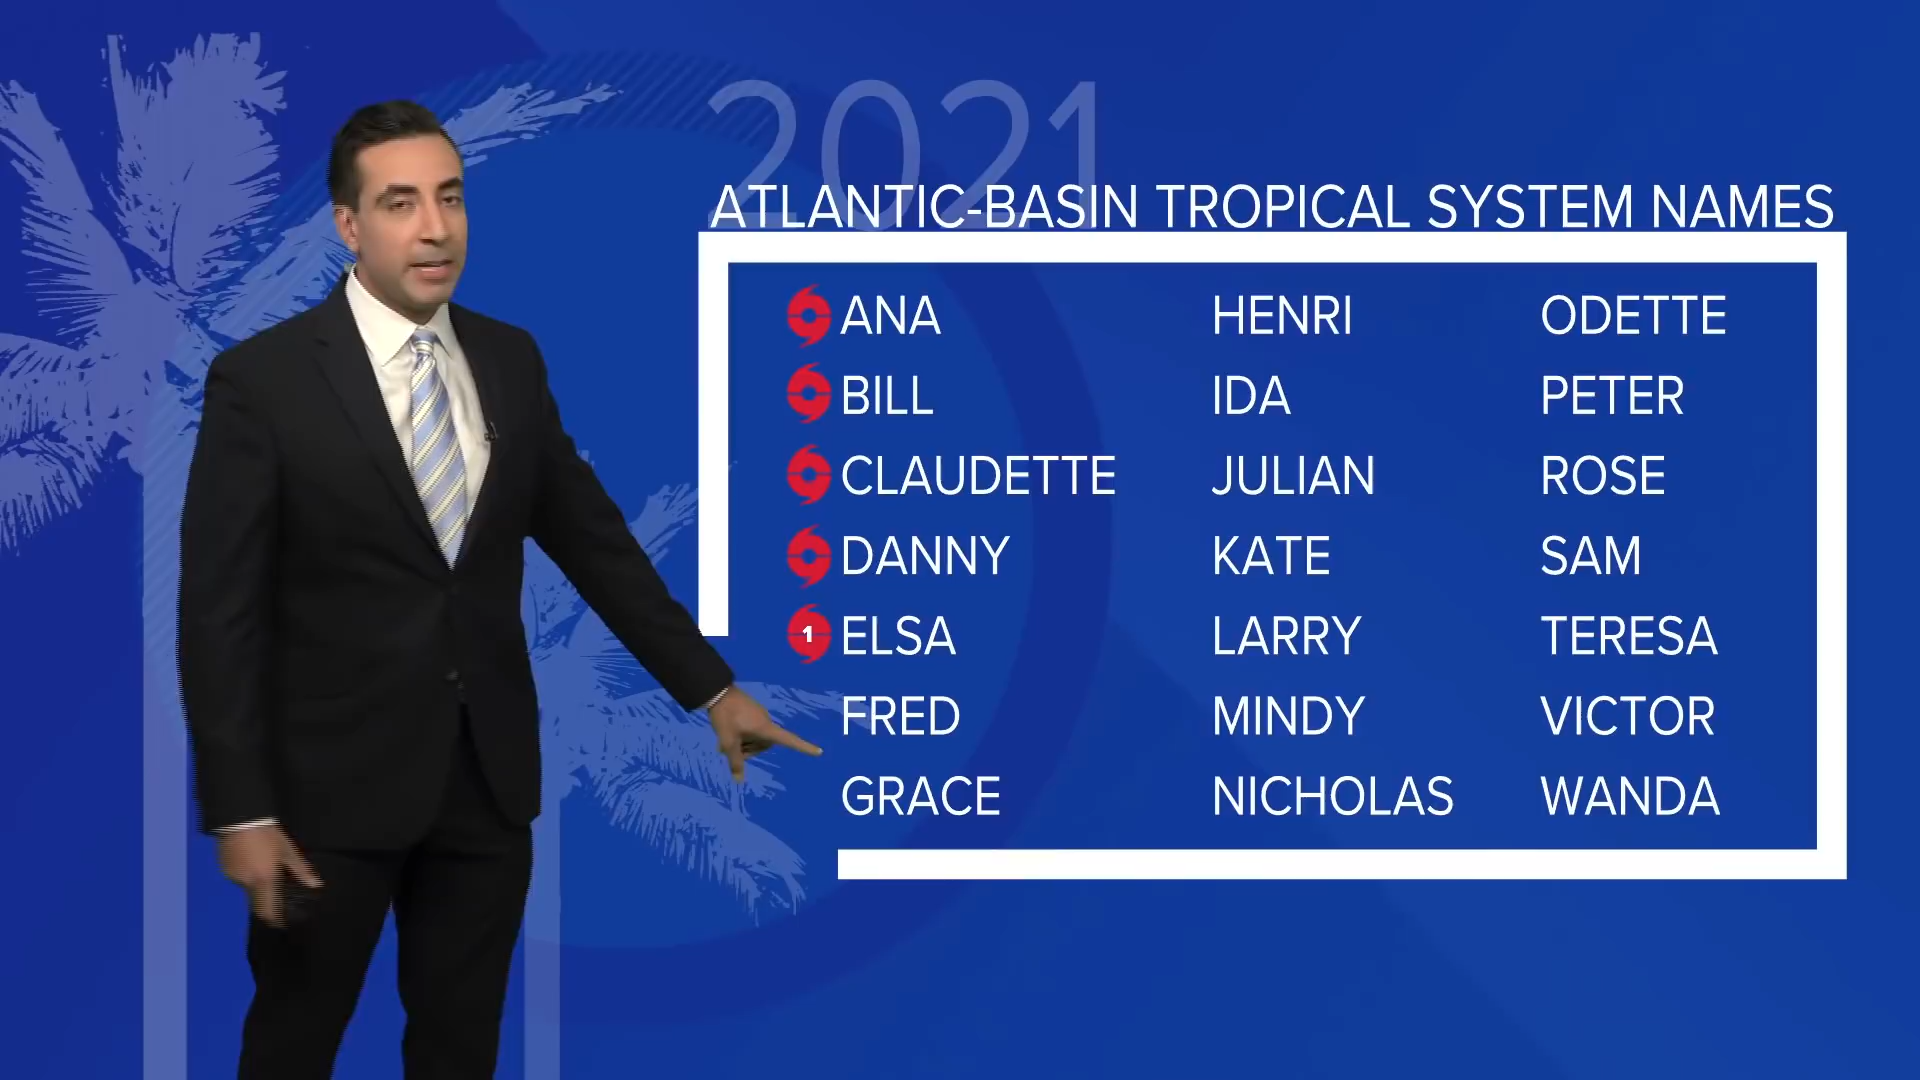 2021
ATLANTIC-BASIN TROPICAL SYSTEM NAMES
ANA
BILL
CLAUDETTE
DANNY
1 ELSA
FRED
GRACE
HENRI
IDA
JULIAN
KATE
LARRY
MINDY
NICHOLAS
ODETTE
PETER
ROSE
SAM
TERESA
VICTOR
WANDA